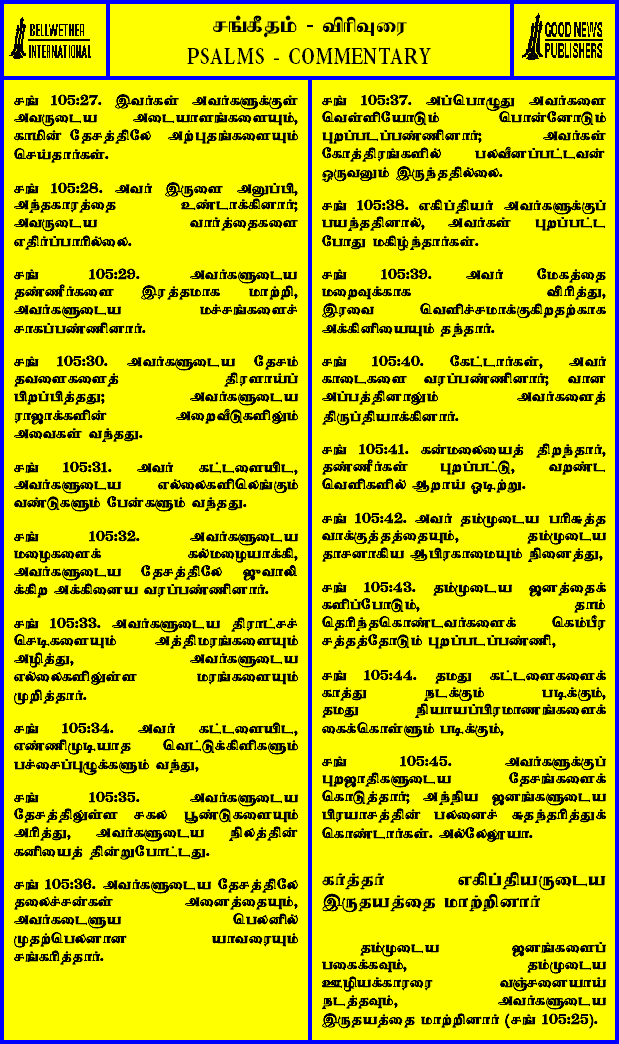 BELLWETHER
INTERNATIONAL
சங்கீதம் - விரிவுரை
PSALMS - COMMENTARY
GOOD NEWS
PUBLISHERS
சங் 105:27. இவர்கள் அவர்களுக்குள்
அவருடைய அடையாளங்களையும்,
காமின் தேசத்திலே அற்புதங்களையும்
செய்தார்கள்.
சங் 105:28. அவர் இருளை அனுப்பி,
அந்தகாரத்தை உண்டாக்கினார்;
அவருடைய வார்த்தைகளை
எதிர்ப்பாரில்லை.
சங் 105:29. அவர்களுடைய
தண்ணீர்களை இரத்தமாக மாற்றி,
அவர்களுடைய மச்சங்களைச்
சாகப்பண்ணினார்.
சங் 105:30. அவர்களுடைய தேசம்
தவளைகளைத் திரளாய்ப்
பிறப்பித்தது; அவர்களுடைய
ராஜாக்களின் அறைவீடுகளிலும்
அவைகள் வந்தது.
சங் 105:31. அவர் கட்டளையிட,
அவர்களுடைய எல்லைகளிலெங்கும்
வண்டுகளும் பேன்களும் வந்தது.
சங் 105:32. அவர்களுடைய
மழைகளைக் கல்மழையாக்கி,
அவர்களுடைய தேசத்திலே ஜுவாலி
க்கிற அக்கினைய வரப்பண்ணினார்.
சங் 105:33. அவர்களுடைய திராட்சச்
செடிகளையும் அத்திமரங்களையும்
அழித்து, அவர்களுடைய
எல்லைகளிலுள்ள மரங்களையும்
முறித்தார்.
சங் 105:34. அவர் கட்டளையிட,
எண்ணிமுடியாத வெட்டுக்கிளிகளும்
பச்சைப்புழுக்களும் வந்து,
சங் 105:35. அவர்களுடைய
தேசத்திலுள்ள சகல பூண்டுகளையும்
அரித்து, அவர்களுடைய நிலத்தின்
கனியைத் தின்றுபோட்டது.
சங் 105:36. அவர்களுடைய தேசத்திலே
தலைச்சன்கள் அனைத்தையும்,
அவர்கடைளுய பெலனில்
முதற்பெலனான யாவரையும்
சங்கரித்தார்.
சங் 105:37. அப்பொழுது அவர்களை
வெள்ளியோடும் பொன்னோடும்
புறப்படப்பண்ணினார்; அவர்கள்
கோத்திரங்களில் பலவீனப்பட்டவன்
ஒருவனும் இருந்ததில்லை.
சங் 105:38. எகிப்தியர் அவர்களுக்குப்
பயந்ததினால், அவர்கள் புறப்பட்ட
போது மகிழ்ந்தார்கள்.
சங் 105:39. அவர் மேகத்தை
மறைவுக்காக விரித்து,
இரவை வெளிச்சமாக்குகிறதற்காக
அக்கினியையும் தந்தார்.
சங் 105:40. கேட்டார்கள், அவர்
காடைகளை வரப்பண்ணினார்; வான
அப்பத்தினாலும் அவர்களைத்
திருப்தியாக்கினார்.
சங் 105:41. கன்மலையைத் திறந்தார்,
தண்ணீர்கள் புறப்பட்டு, வறண்ட
வெளிகளில் ஆறாய் ஓடிற்று.
சங் 105:42. அவர் தம்முடைய பரிசுத்த
வாக்குத்தத்தையும், தம்முடைய
தாசனாகிய ஆபிரகாமையும் நினைத்து,
சங் 105:43. தம்முடைய ஜனத்தைக்
களிப்போடும், தாம்
தெரிந்தகொண்டவர்களைக் கெம்பீர
சத்தத்தோடும் புறப்படப்பண்ணி,
சங் 105:44. தமது கட்டளைகளைக்
காத்து நடக்கும் படிக்கும்,
தமது நியாயப்பிரமாணங்களைக்
கைக்கொள்ளும் படிக்கும்,
சங் 105:45. அவர்களுக்குப்
புறஜாதிகளுடைய தேசங்களைக்
கொடுத்தார்; அந்நிய ஜனங்களுடைய
பிரயாசத்தின் பலனைச் சுதந்தரித்துக்
கொண்டார்கள். அல்லேலூயா.
கர்த்தர் எகிப்தியருடைய
இருதயத்தை மாற்றினார்
தம்முடைய ஜனங்களைப்
பகைக்கவும், தம்முடைய
ஊழியக்காரரை வஞ்சனையாய்
நடத்தவும், அவர்களுடைய
இருதயத்தை மாற்றினார் (சங் 105:25).